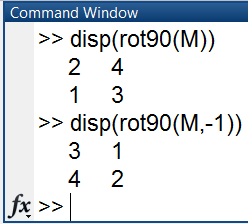 Command Window
>> disp(rot90(M))
2 4
1 3
>> disp(rot90(M,-1))
3 1
4 2
fx >>